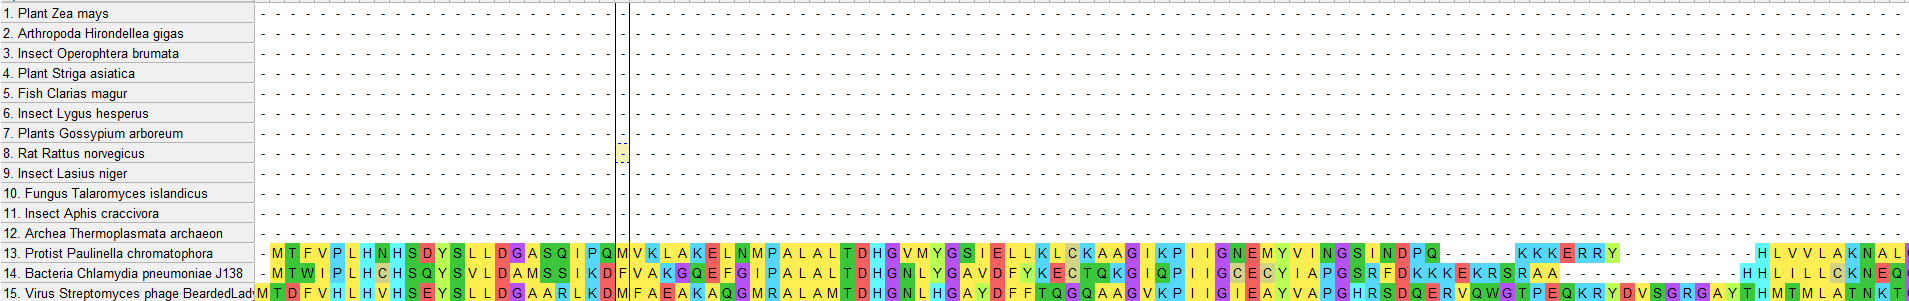 1. Plant Zea mays
2. Arthropoda Hirondellea gigas
3. Insect Operophtera brumata
4. Plant Striga asiatica
5. Fish Clarias magur
6. Insect Lygus hesperus
7. Plants Gossypium arboreum
8. Rat Rattus norvegicus
9. Insect Lasius niger
10. Fungus Talaromyces islandicus
11. Insect Aphis craccivora
12. Archea Thermoplasmata archaeon
13. Protist Paulinella chromatophora - M T F V P L H N H S D Y S L L D G A S Q I P Q M V K L A K E L N M P A L A L T D H G V M Y G S I E L L K L C K A A G I K P I I G N E M Y V I N G S I N D P Q - - - - - K K K E R R Y - - - - - - - - - H L V V L A K N A L
14. Bacteria Chlamydia pneumoniae J138 - M T W I P L H C H S Q Y S V L D A M S S I K D F V A K G Q E F G I P A L A L T D H G N L Y G A V D F Y K E C T Q K G I Q P I I G C E C Y I A P G S R F D K K K E K R S R A A - - - - - - - - - - - - H H L I L L C K N E Q
15. Virus Streptomyces phage BeardedLady M T D F V H L H V H S E Y S L L D G A A R L K D M F A E A K A Q G M R A L A M T D H G N L H G A Y D F F T Q G Q A A G V K P I I G I E A Y V A P G H R S D Q E R V Q W G T P E Q K R Y D V S G R G A Y T H M T M L A T N K T